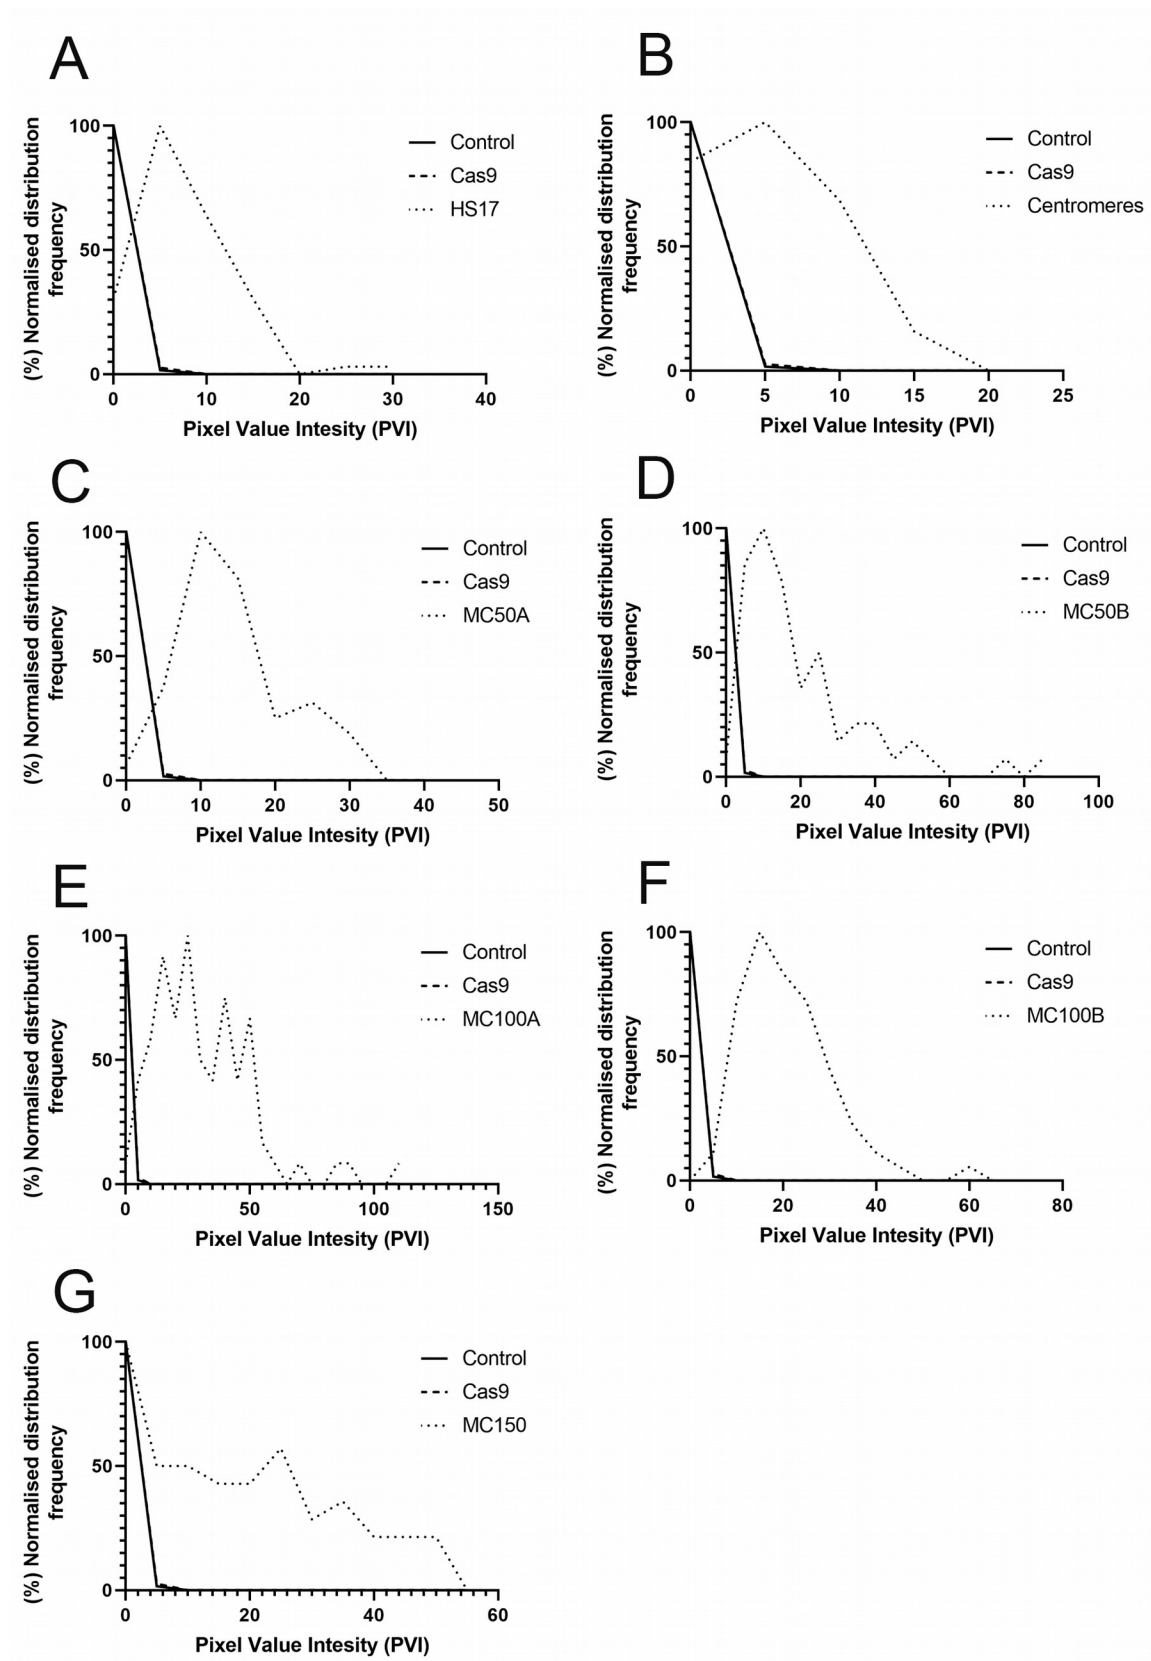 A
(%) Normalised distribution
frequency
100
50
0
0 10 20 30 40
Pixel Value Intesity (PVI)
Control
Cas9
HS17
B
(%) Normalised distribution
frequency
100
50
0
0 5 10 15 20 25
Pixel Value Intesity (PVI)
Control
Cas9
Centromeres
C
(%) Normalised distribution
frequency
100
50
0
0 10 20 30 40 50
Pixel Value Intesity (PVI)
Control
Cas9
MC50A
D
(%) Normalised distribution
frequency
100
50
0
0 20 40 60 80 100
Pixel Value Intesity (PVI)
Control
Cas9
MC50B
E
(%) Normalised distribution
frequency
100
50
0
0 50 100 150
Pixel Value Intesity (PVI)
Control
Cas9
MC100A
F
(%) Normalised distribution
frequency
100
50
0
0 20 40 60 80
Pixel Value Intesity (PVI)
Control
Cas9
MC100B
G
(%) Normalised distribution
frequency
100
50
0
0 20 40 60
Pixel Value Intesity (PVI)
Control
Cas9
MC150